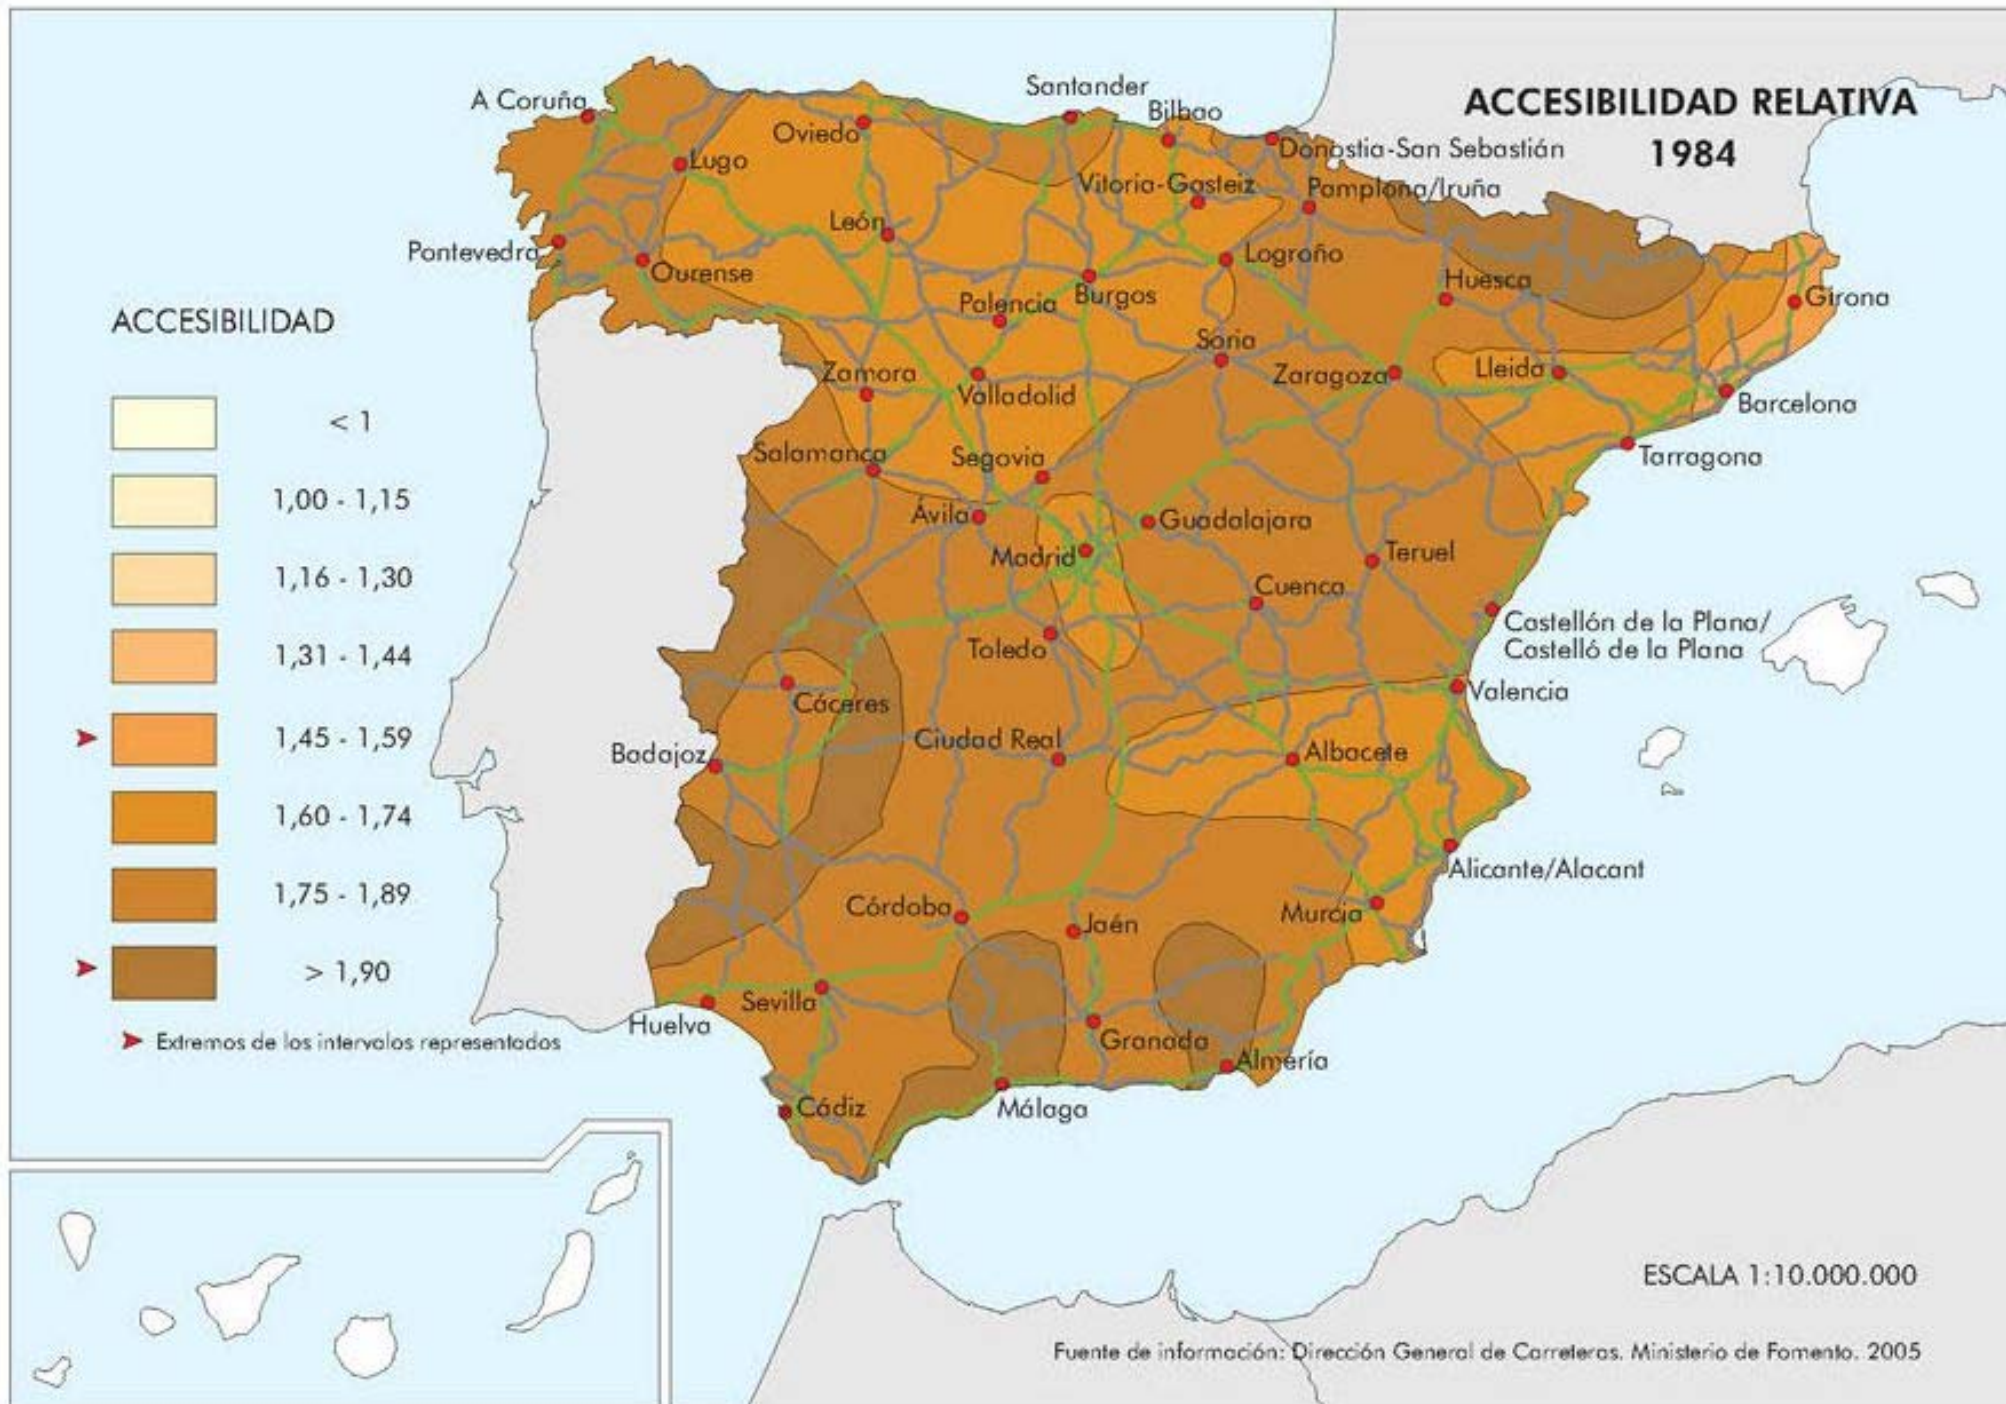 ACCESIBILIDAD RELATIVA
1984
A Coruña
Santander
Bilbao
Oviedo
Donostia-San Sebastián
Lugo
Vitoria-Gasteiz
Pamplona/Iruña
León
Pontevedra
Logroño
Ourense
Huesca
Burgos
Palencia
Girona
Soria
Zamora
Zaragoza
Lleida
Valladolid
Barcelona
Salamanca
Segovia
Tarragona
Ávila
Guadalajara
Madrid
Teruel
Cuenca
Castellón de la Plana/
Castelló de la Plana
Toledo
Valencia
Cáceres
Ciudad Real
Badajoz
Albacete
Alicante/Alacant
Córdoba
Jaén
Murcia
Sevilla
Huelva
Granada
Almería
Cádiz
Málaga
ACCESIBILIDAD
< 1
1,00 - 1,15
1,16 - 1,30
1,31 - 1,44
1,45 - 1,59
1,60 - 1,74
1,75 - 1,89
> 1,90
Extremos de los intervalos representados
ESCALA 1:10.000.000
Fuente de información: Dirección General de Carreteras. Ministerio de Fomento. 2005